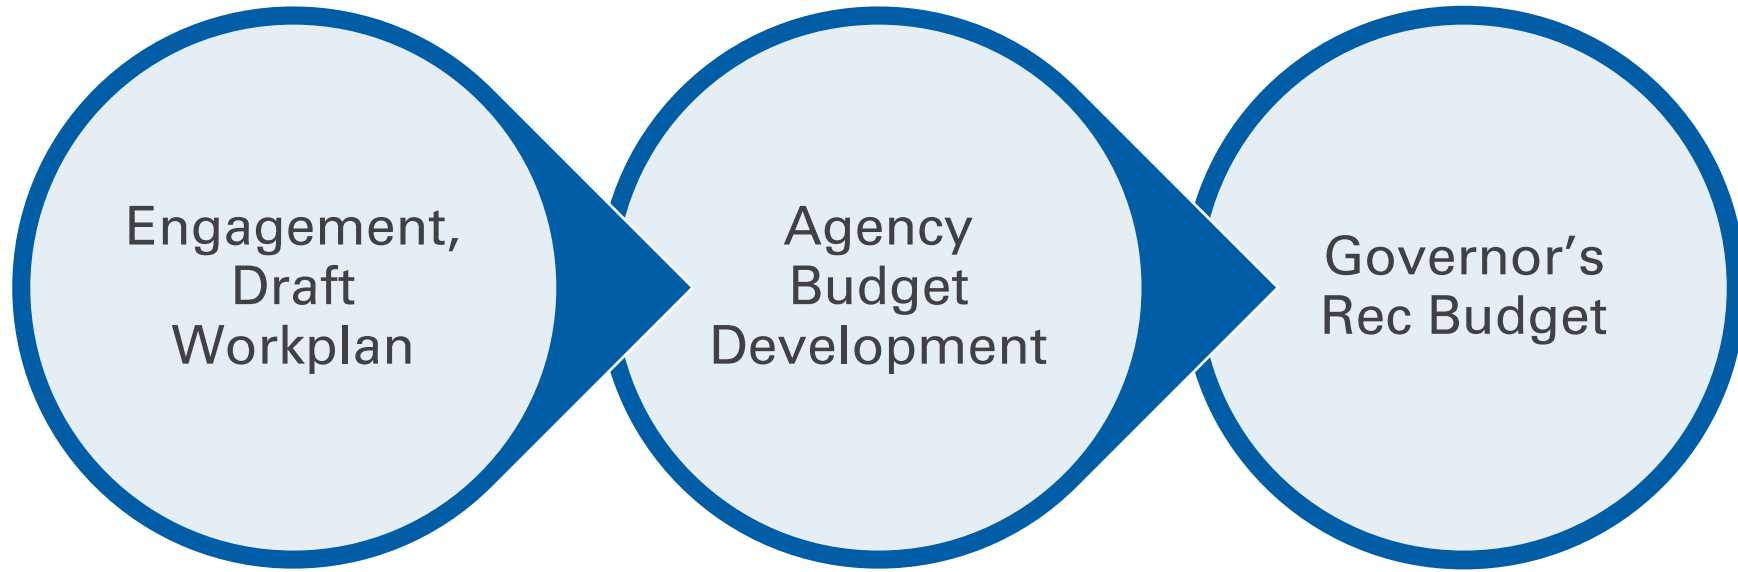 Engagement,
Draft
Workplan
Agency
Budget
Development
Governor’s
Rec Budget